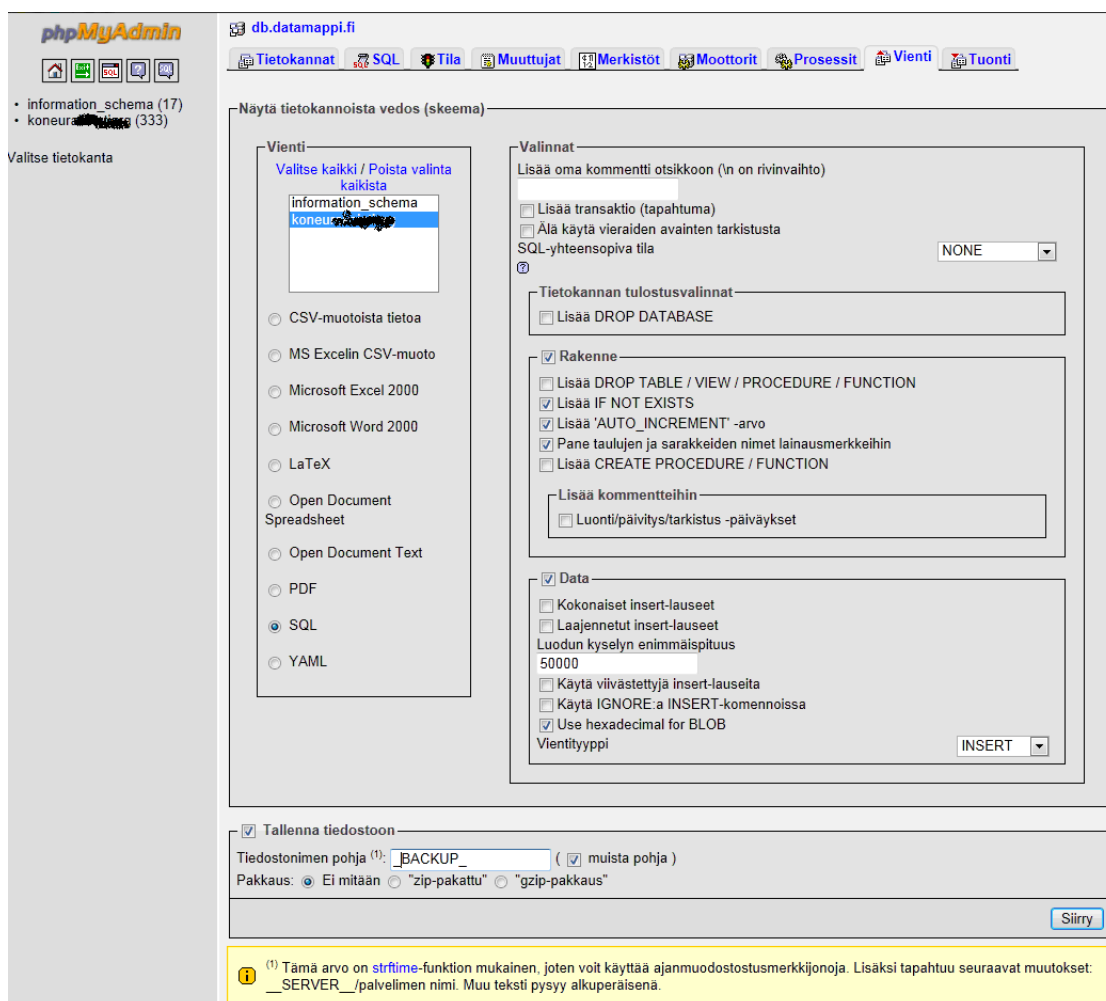 phpMyAdmin
information_schema (17)
(333)
Valitse tietokanta
db.datamappi.fi
Tietokannat SQL Tila Muuttujat Merkistöt Moottorit Prosessit Vienti Tuonti
Näytä tietokannoista vedos (skeema)
Vienti
Valitse kaikki / Poista valinta
kaikista
information_schema
CSV-muotoista tietoa
MS Excelin CSV-muoto
Microsoft Excel 2000
Microsoft Word 2000
LaTeX
Open Document
Spreadsheet
Open Document Text
PDF
SQL
YAML
Valinnat
Lisää oma kommentti otsikkoon (\n on rivinvaihto)
Lisää transaktio (tapahtuma)
Älä käytä vieraiden avainten tarkistusta
SQL-yhteensopiva tila NONE
Tietokannan tulostusvalinnat
Lisää DROP DATABASE
Rakenne
Lisää DROP TABLE / VIEW / PROCEDURE / FUNCTION
Lisää IF NOT EXISTS
Lisää 'AUTO_INCREMENT' -arvo
Pane taulujen ja sarakkeiden nimet lainausmerkkeihin
Lisää CREATE PROCEDURE / FUNCTION
Lisää kommentteihin
Luonti/päivitys/tarkistus -päiväykset
Data
Kokonaiset insert-lauseet
Laajennetut insert-lauseet
Luodun kyselyn enimmäispituus
50000
Käytä viivästettyjä insert-lauseita
Käytä IGNORE:a INSERT-komennoissa
Use hexadecimal for BLOB
Vientityyppi INSERT
Tallenna tiedostoon
Tiedostonimen pohja (1): _BACKUP_ ( muista pohja )
Pakkaus: Ei mitään "zip-pakattu" "gzip-pakkaus"
Siirry
(1) Tämä arvo on strftime-funktion mukainen, joten voit käyttää ajanmuodostostusmerkkijonoja. Lisäksi tapahtuu seuraavat muutokset:
__SERVER__/palvelimen nimi. Muu teksti pysyy alkuperäisenä.